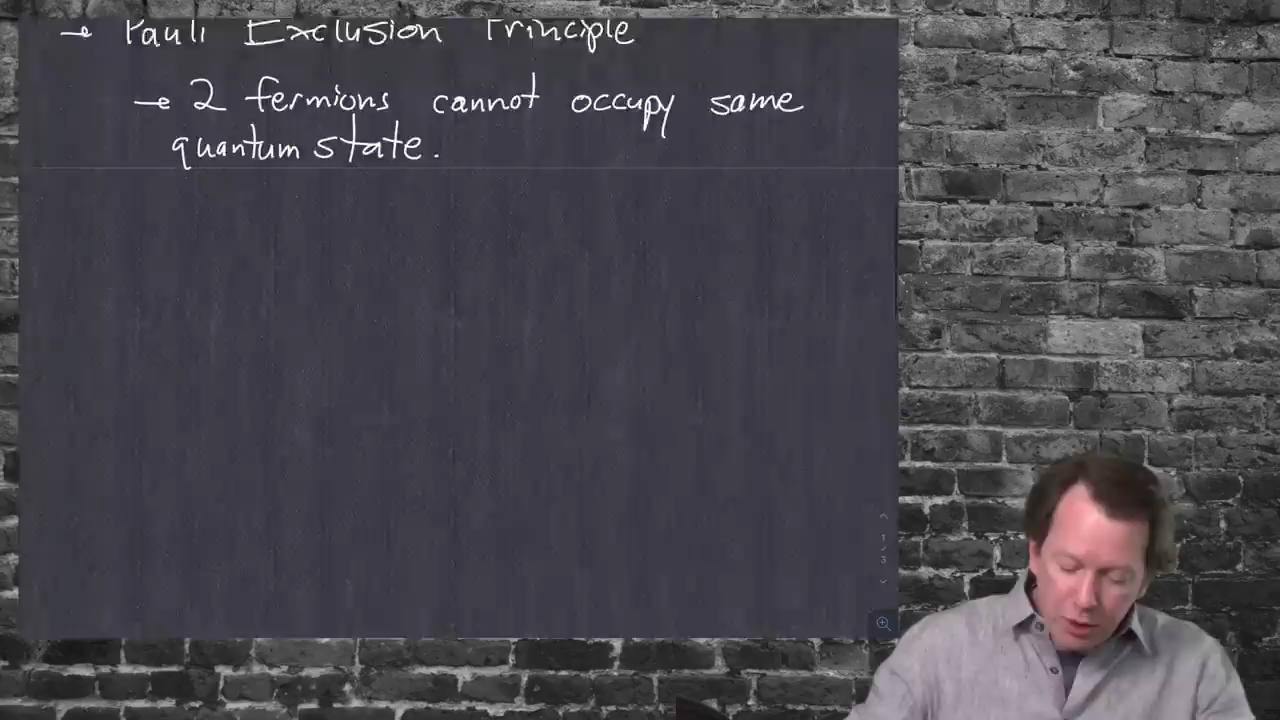 → Pauli Exclusion Principle
→ 2 fermions cannot occupy same
quantum state.